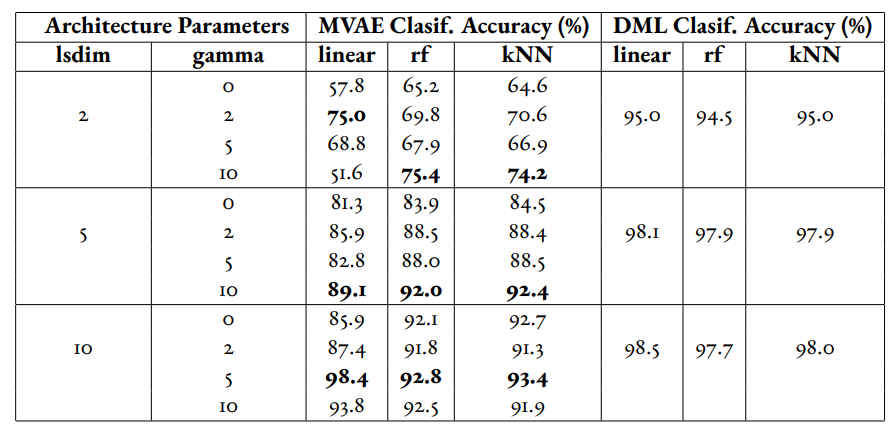 Architecture Parameters MVAE Clasif. Accuracy (%) DML Clasif. Accuracy (%)
lsdim gamma linear rf kNN linear rf kNN
0 57.8 65.2 64.6
2 2 75.0 69.8 70.6 95.0 94.5 95.0
5 68.8 67.9 66.9
10 51.6 75.4 74.2
0 81.3 83.9 84.5
5 2 85.9 88.5 88.4 98.1 97.9 97.9
5 82.8 88.0 88.5
10 89.1 92.0 92.4
0 85.9 92.1 92.7
10 2 87.4 91.8 91.3 98.5 97.7 98.0
5 98.4 92.8 93.4
10 93.8 92.5 91.9